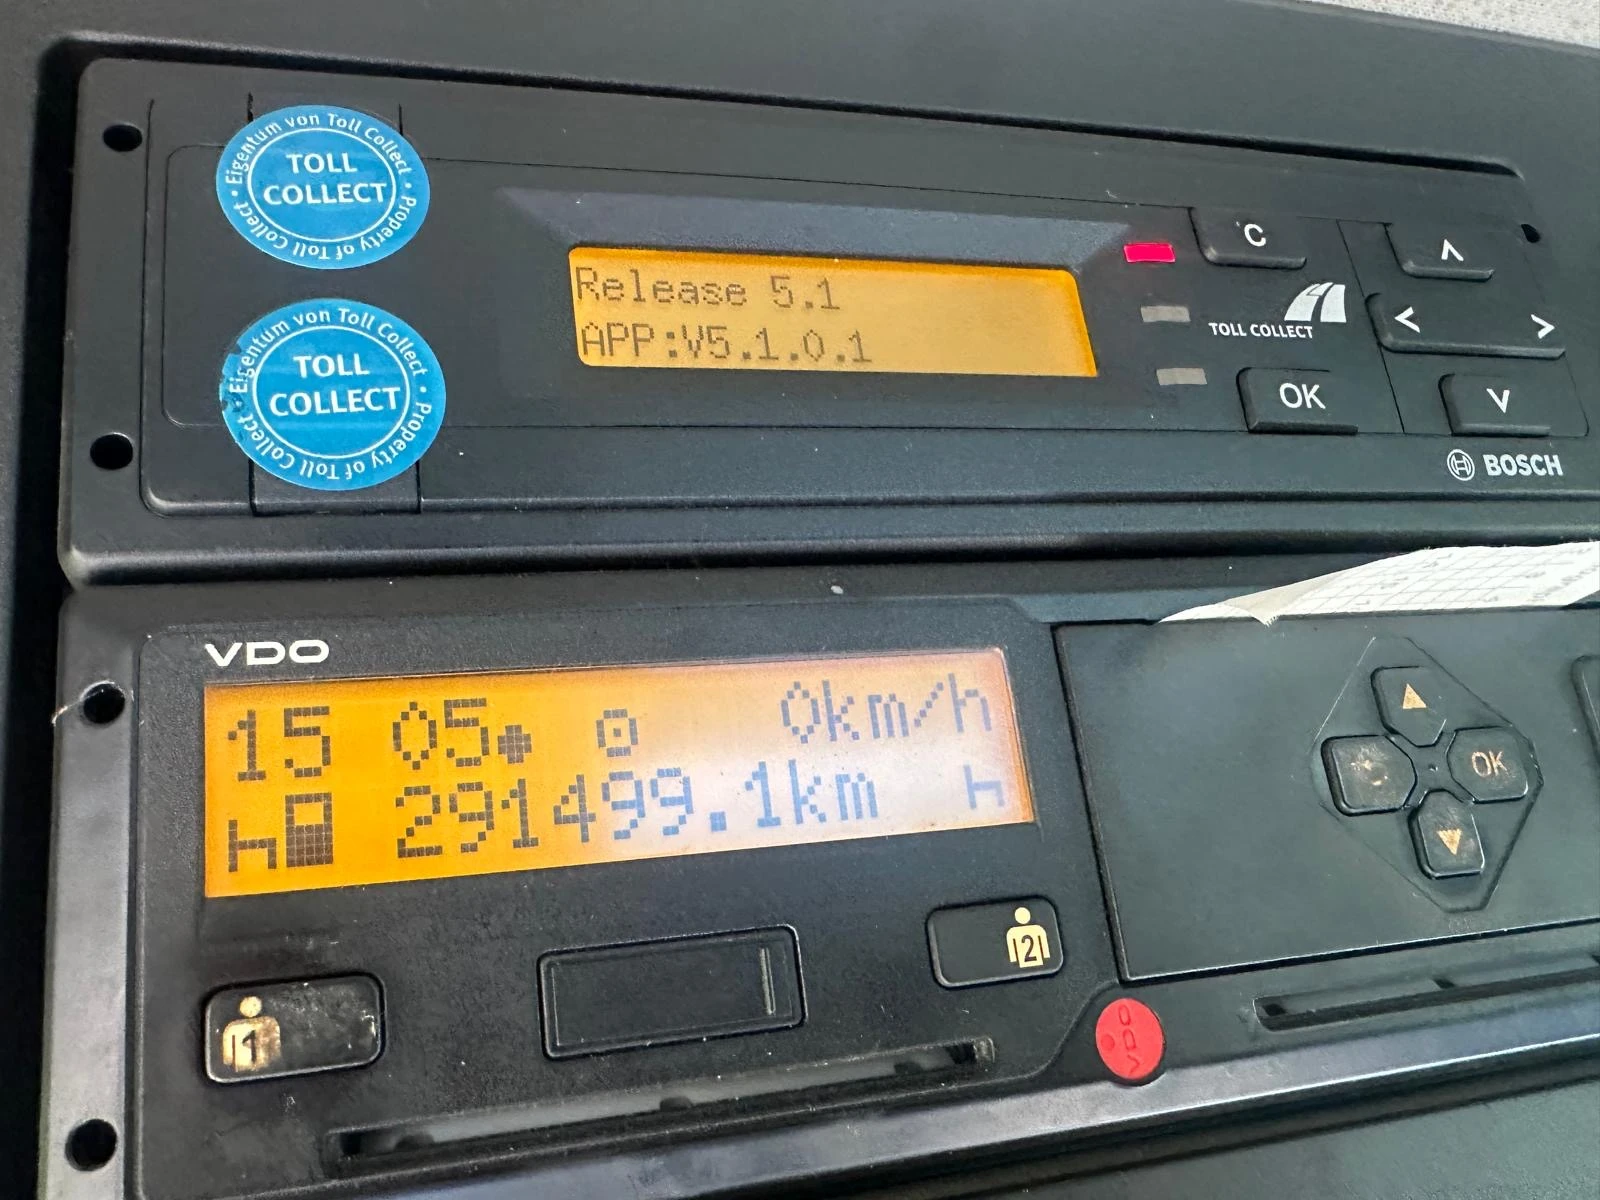 Eigentum von Toll Collect • Property of Toll Collect •
TOLL
COLLECT
Eigentum von Toll Collect • Property of Toll Collect •
TOLL
COLLECT
Release 5.1
APP:V5.1.0.1
C
TOLL COLLECT
OK
BOSCH
VDO
15 05 0km/h
291499.1km
OK
1
2
VDO